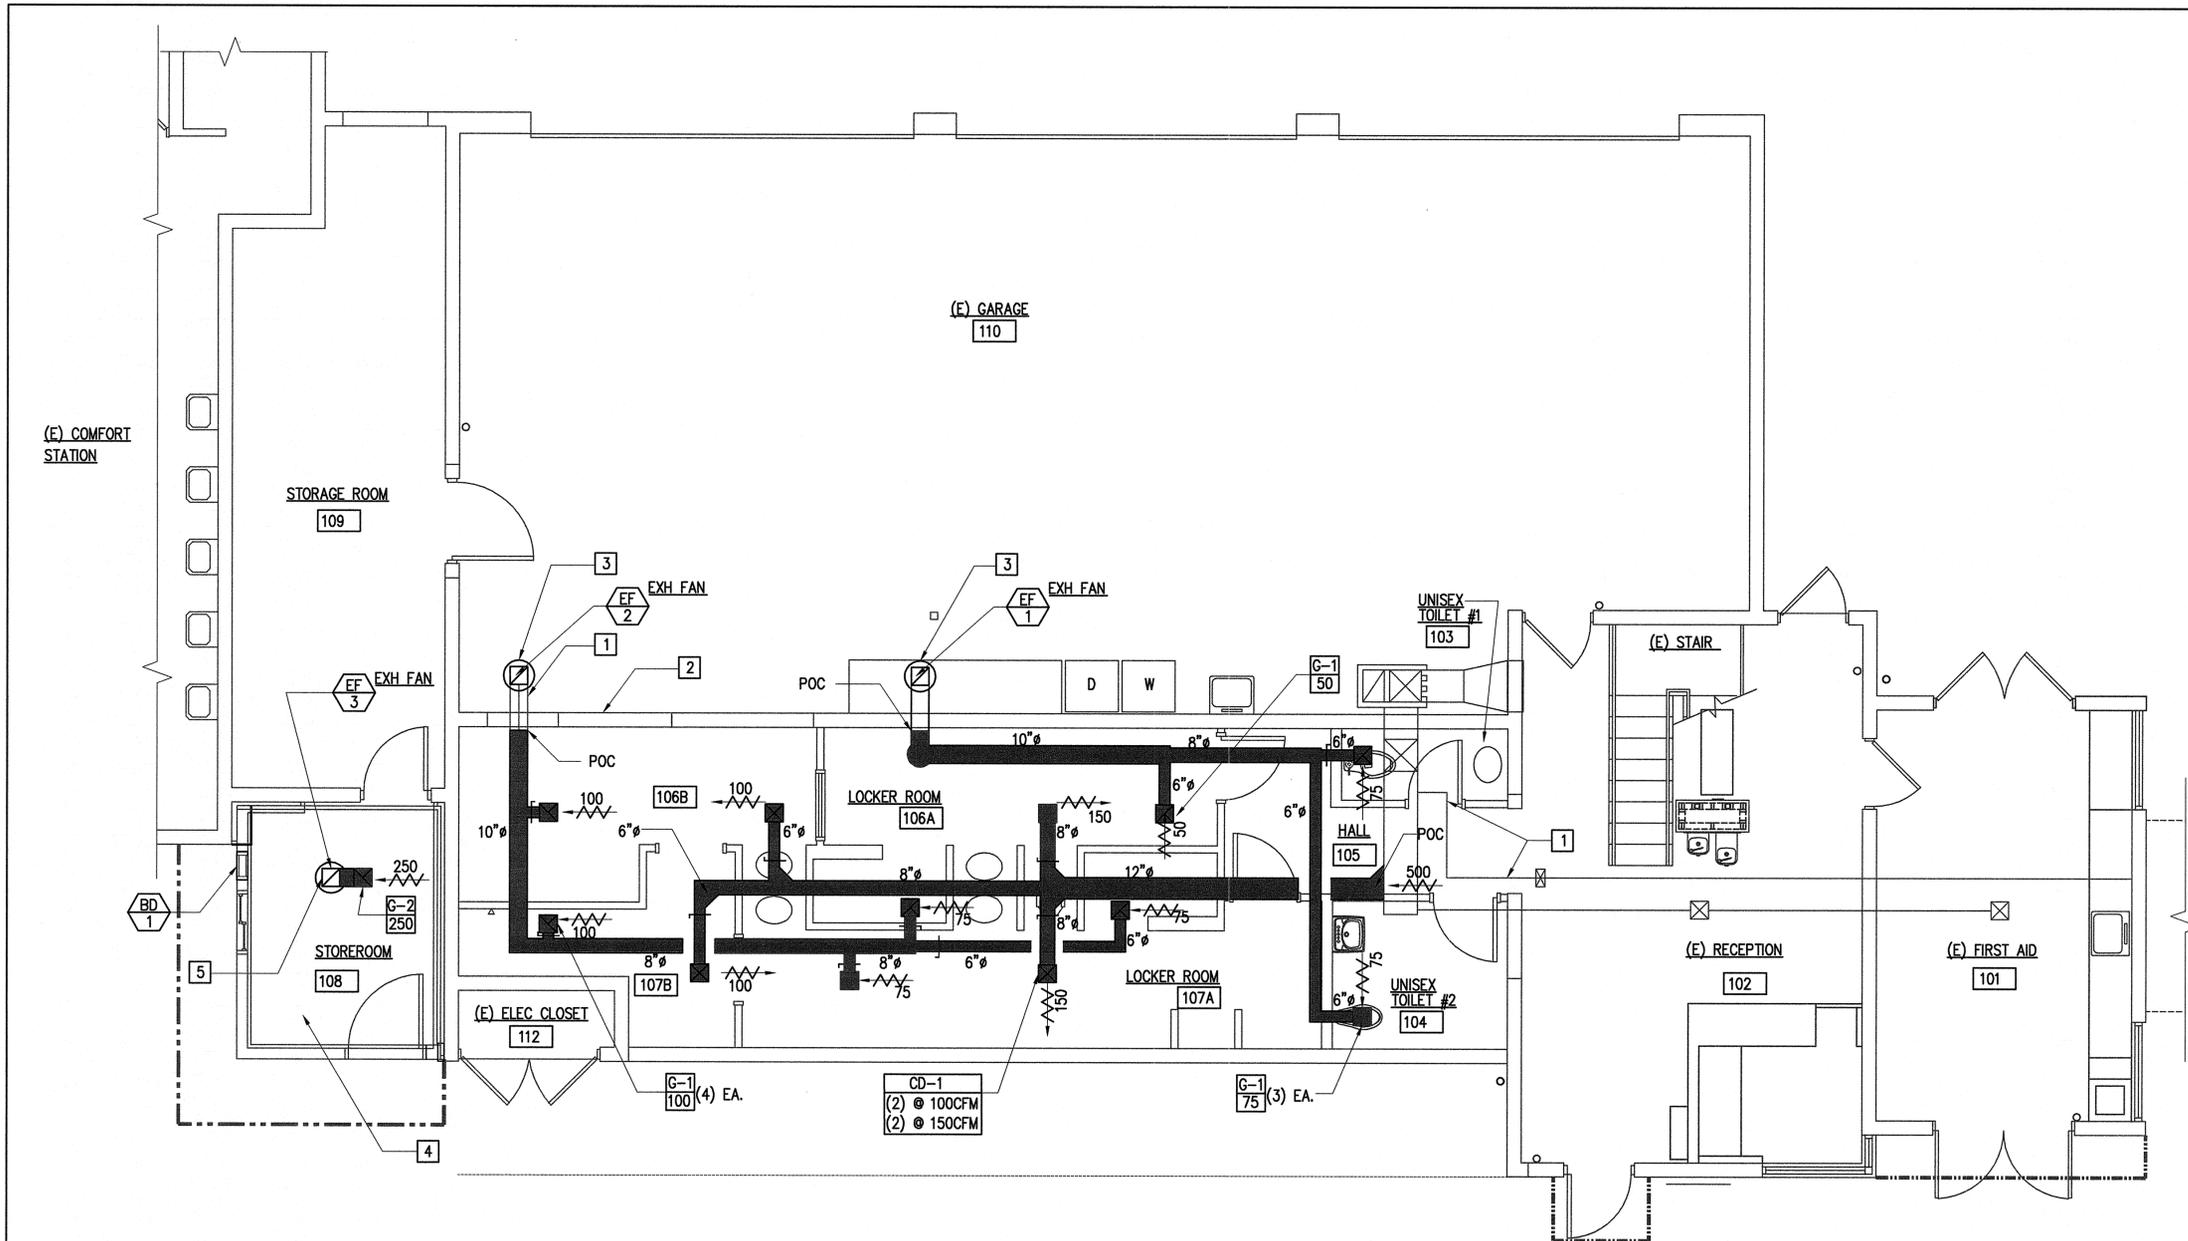 (E) GARAGE
110
(E) COMFORT
STATION
STORAGE ROOM
109
3
EF
2
EXH FAN
1
2
3
EF
1
EXH FAN
UNISEX
TOILET #1
103
(E) STAIR
EF
3
EXH FAN
POC
D
W
G-1
50
POC
10"ø
8"ø
6"ø
6"ø
6"ø
75
50
100
106B
100
LOCKER ROOM
106A
150
10"ø
6"ø
6"ø
8"ø
HALL
105
POC
1
250
G-2
250
BD
1
8"ø
12"ø
500
100
75
8"ø
75
6"ø
STOREROOM
108
5
8"ø
107B
100
8"ø
75
6"ø
LOCKER ROOM
107A
150
75
6"ø
UNISEX
TOILET #2
104
(E) RECEPTION
102
(E) FIRST AID
101
(E) ELEC CLOSET
112
G-1
100
(4) EA.
CD-1
(2) @ 100CFM
(2) @ 150CFM
G-1
75
(3) EA.
4